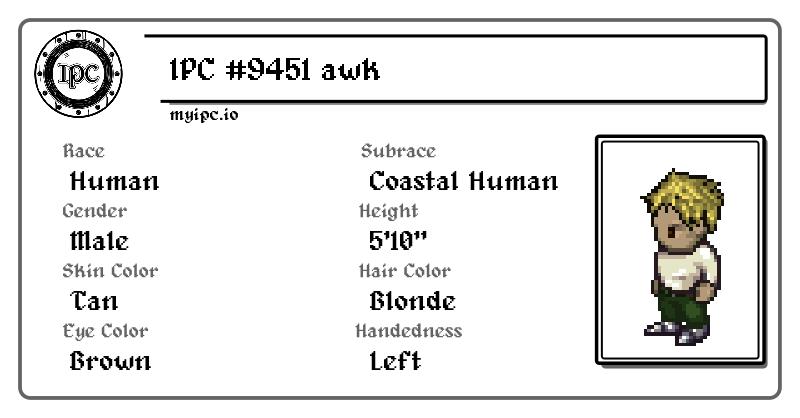 IPC
IPC #9451 awk
myipc.io
Race
Human
Subrace
Coastal Human
Gender
Male
Height
5'10"
Skin Color
Tan
Hair Color
Blonde
Eye Color
Brown
Handedness
Left